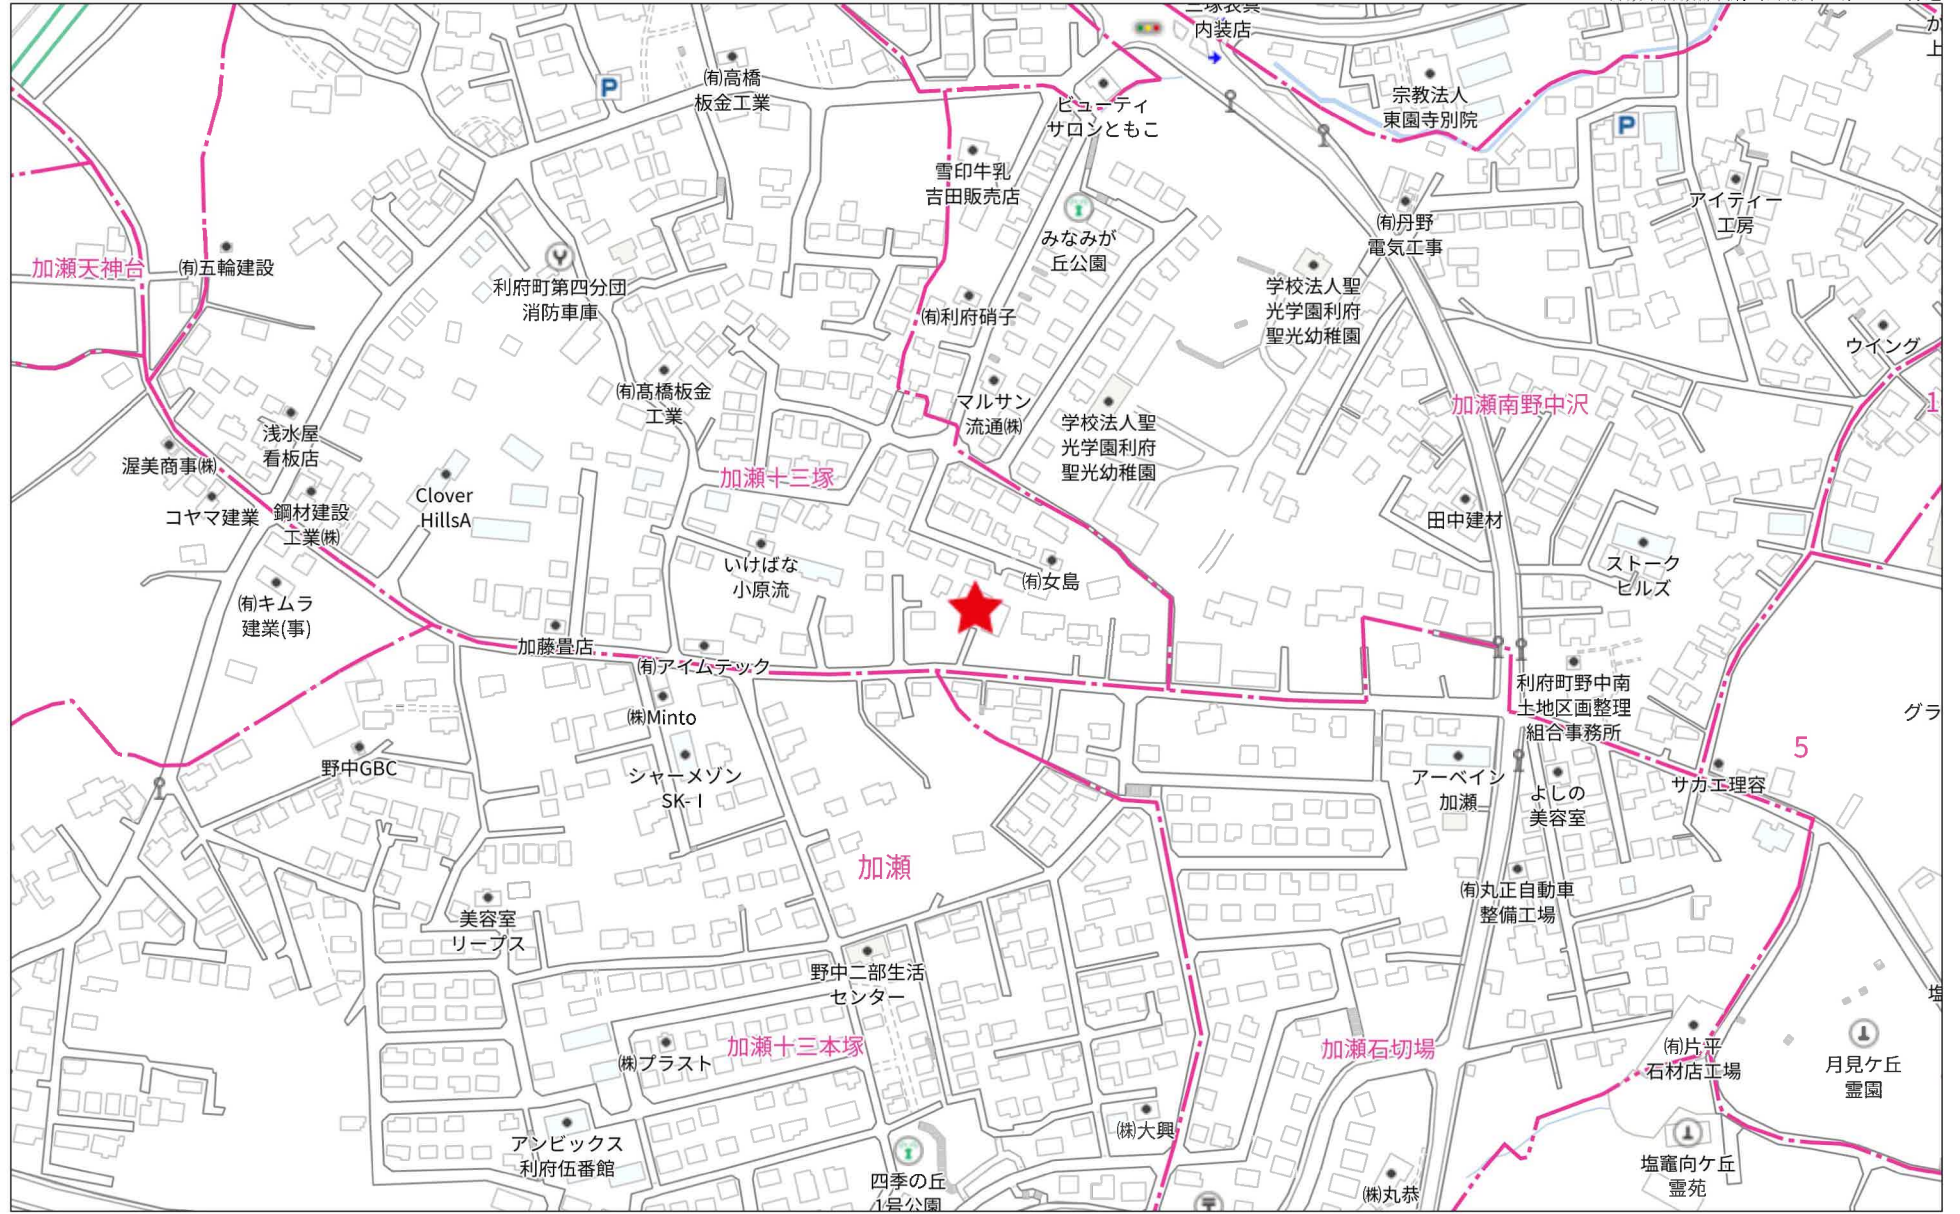 三塚表具
内装店
㈲高橋
板金工業
P
ビューティ
サロンともこ
宗教法人
東園寺別院
P
雪印牛乳
吉田販売店
アイティー
工房
㈲丹野
電気工事
みなみが
丘公園
加瀬天神台
㈲五輪建設
利府町第四分団
消防車庫
学校法人聖
光学園利府
聖光幼稚園
㈲利府硝子
ウイング
㈲髙橋板金
工業
マルサン
流通㈱
加瀬南野中沢
1
浅水屋
看板店
学校法人聖
光学園利府
聖光幼稚園
渥美商事㈱
加瀬十三塚
Clover
HillsA
コヤマ建業
鋼材建設
工業㈱
田中建材
いけばな
小原流
㈲女島
ストーク
ヒルズ
㈲キムラ
建業(事)
加藤畳店
㈲アイムテック
利府町野中南
土地区画整理
組合事務所
㈱Minto
グラ
5
野中GBC
シャーメゾン
SK-Ⅰ
アーベイン
加瀬
よしの
美容室
サカエ理容
加瀬
㈲丸正自動車
整備工場
美容室
リープス
野中二部生活
センター
塩
㈱プラスト
加瀬十三本塚
加瀬石切場
㈲片平
石材店工場
月見ケ丘
霊園
アンビックス
利府伍番館
㈱大興
四季の丘
1号公園
㈱丸恭
塩竈向ケ丘
霊苑